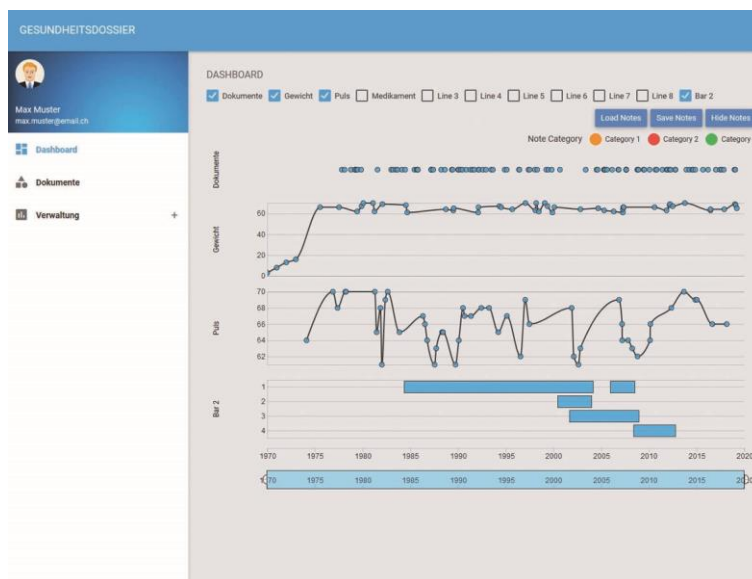 GESUNDHEITSDOSSIER
Max Muster
max.muster@email.ch
Dashboard
Dokumente
Verwaltung +
DASHBOARD
Dokumente Gewicht Puls Medikament Line 3 Line 4 Line 5 Line 6 Line 7 Line 8 Bar 2
Load Notes Save Notes Hide Notes
Note Category Category 1 Category 2 Category
Dokumente
Gewicht
60
40
20
0
Puls
70
68
66
64
62
Bar 2
1
2
3
4
1970 1975 1980 1985 1990 1995 2000 2005 2010 2015 2020
1975 1980 1985 1990 1995 2000 2005 2010 2015